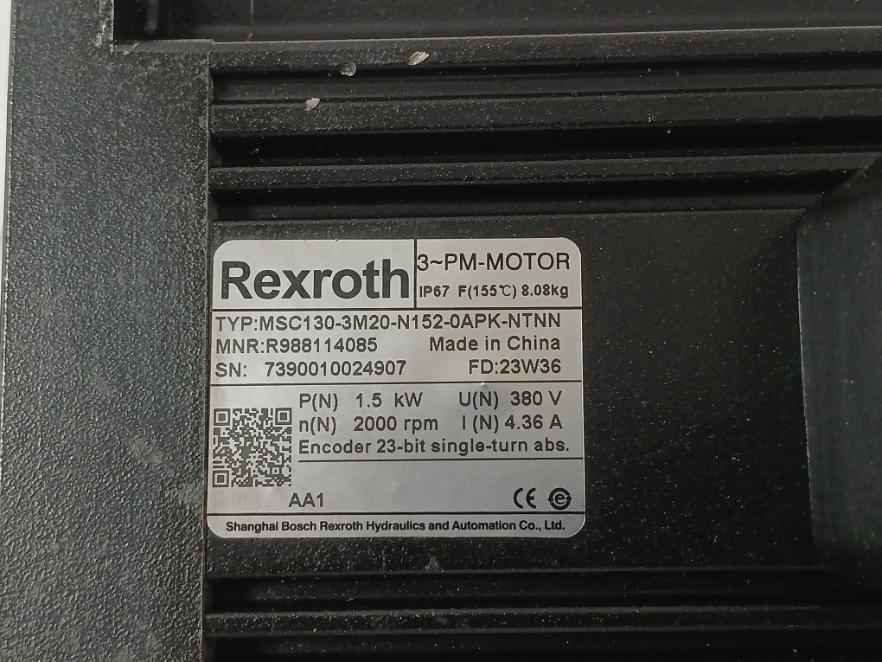 Rexroth
3~PM-MOTOR
IP67 F(155℃) 8.08kg
TYP:MSC130-3M20-N152-0APK-NTNN
MNR:R988114085 Made in China
SN: 7390010024907 FD:23W36
P(N) 1.5 kW U(N) 380 V
n(N) 2000 rpm I (N) 4.36 A
Encoder 23-bit single-turn abs.
AA1 CE e
Shanghai Bosch Rexroth Hydraulics and Automation Co., Ltd.